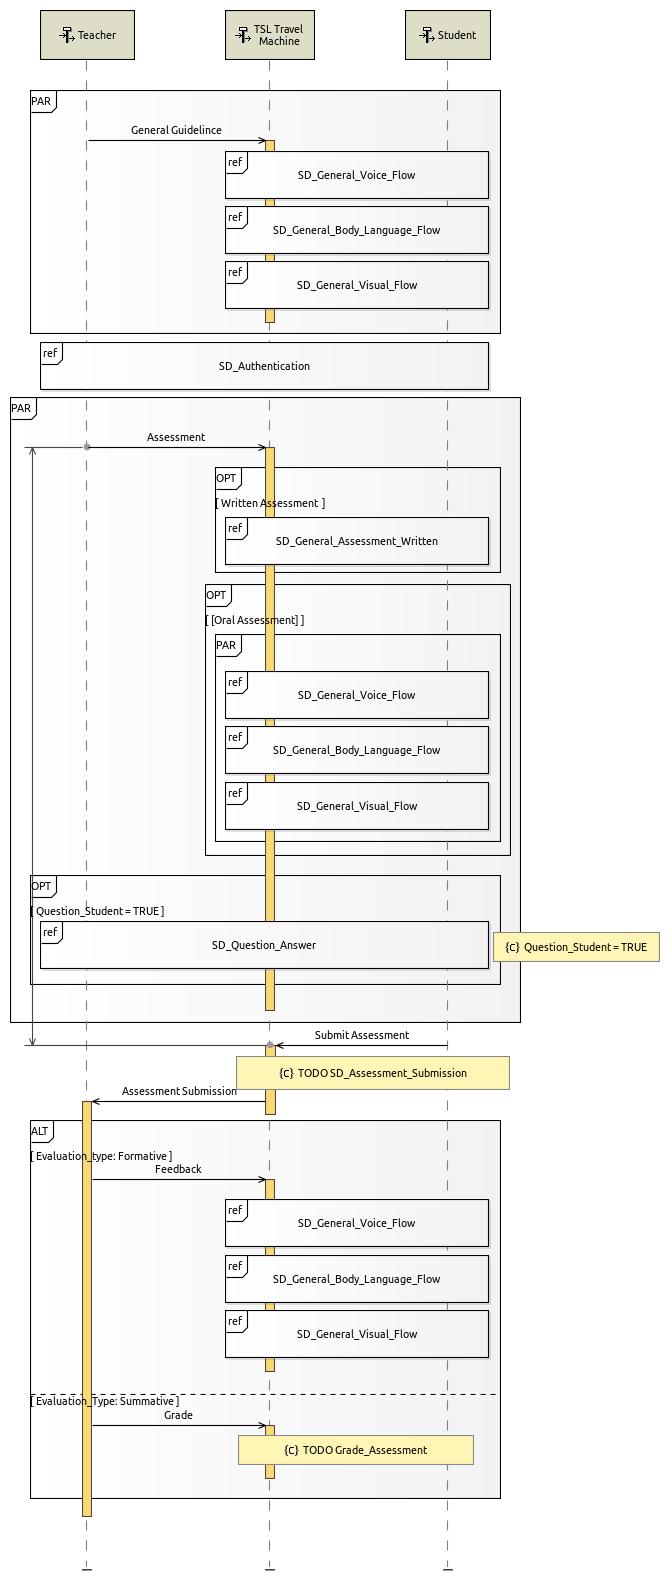 Teacher
TSL Travel
Machine
Student
PAR
General Guidelince
ref
SD_General_Voice_Flow
ref
SD_General_Body_Language_Flow
ref
SD_General_Visual_Flow
ref
SD_Authentication
PAR
Assessment
OPT
[ Written Assessment ]
ref
SD_General_Assessment_Written
OPT
[ [Oral Assessment] ]
PAR
ref
SD_General_Voice_Flow
ref
SD_General_Body_Language_Flow
ref
SD_General_Visual_Flow
OPT
[ Question_Student = TRUE ]
ref
SD_Question_Answer
{c} Question_Student = TRUE
Submit Assessment
{c} TODO SD_Assessment_Submission
Assessment Submission
ALT
[ Evaluation_type: Formative ]
Feedback
ref
SD_General_Voice_Flow
ref
SD_General_Body_Language_Flow
ref
SD_General_Visual_Flow
[ Evaluation_Type: Summative ]
Grade
{c} TODO Grade_Assessment